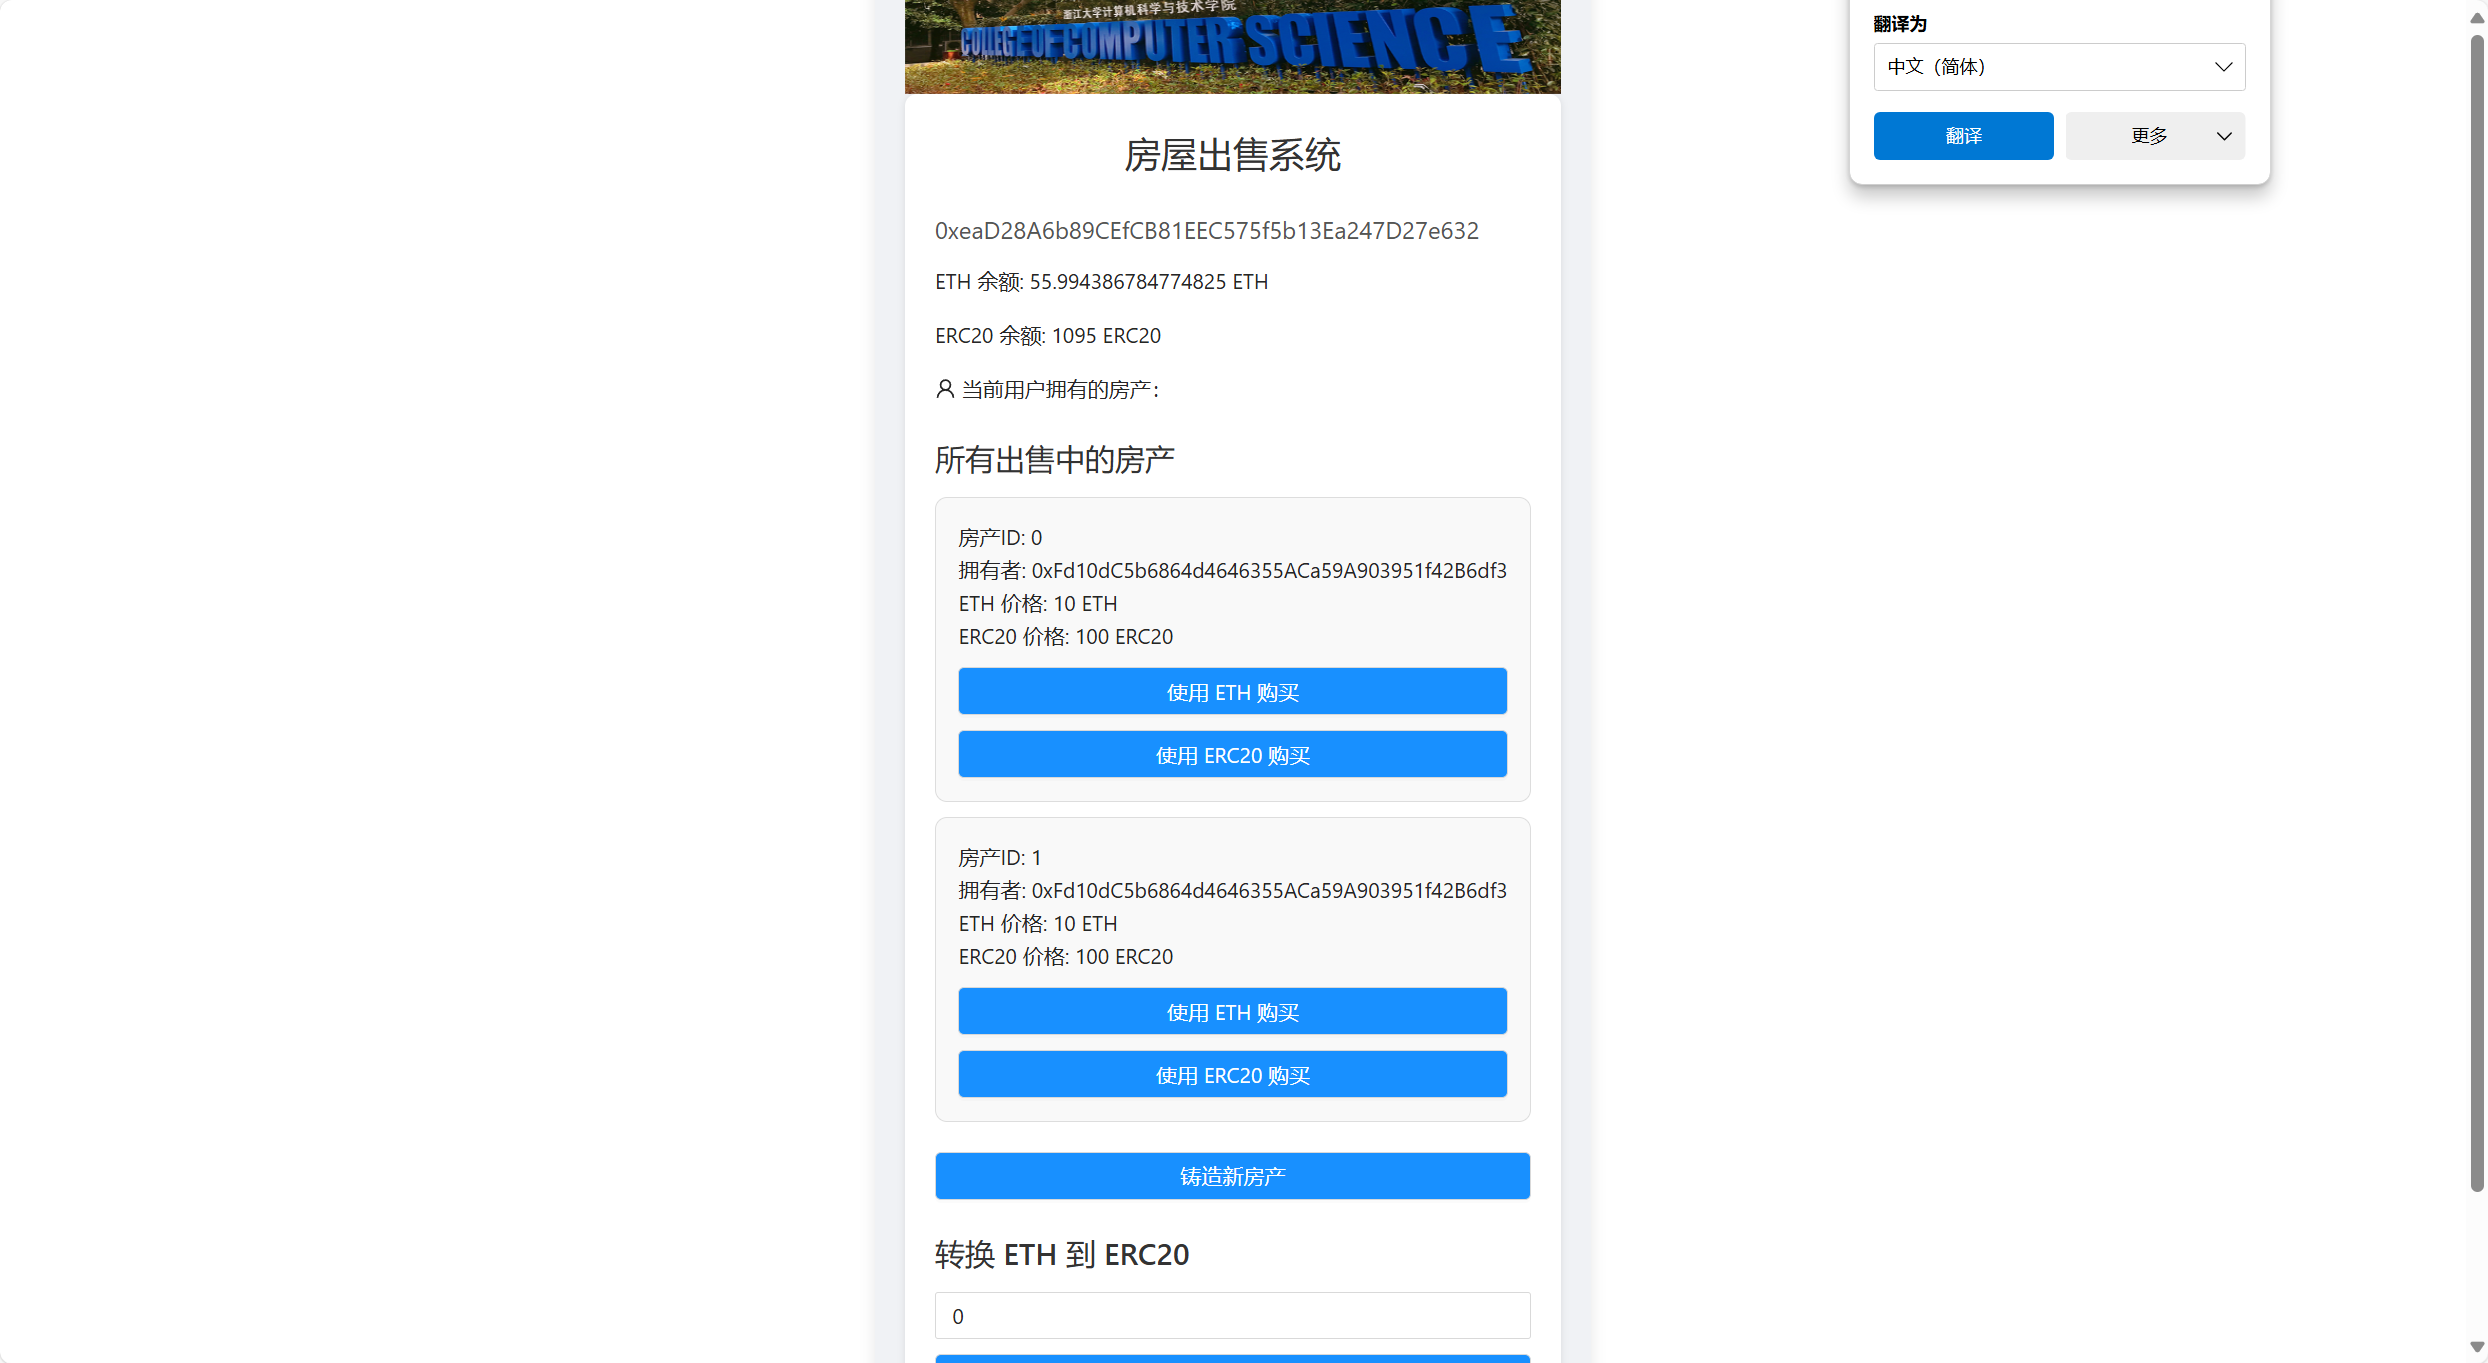 浙江大学计算机科学与技术学院
COLLEGE OF COMPUTER SCIENCE
房屋出售系统
0xeaD28A6b89CEfCB81EEC575f5b13Ea247D27e632
ETH 余额: 55.994386784774825 ETH
ERC20 余额: 1095 ERC20
当前用户拥有的房产：
所有出售中的房产
房产ID: 0
拥有者: 0xFd10dC5b6864d4646355ACa59A903951f42B6df3
ETH 价格: 10 ETH
ERC20 价格: 100 ERC20
使用 ETH 购买
使用 ERC20 购买
房产ID: 1
拥有者: 0xFd10dC5b6864d4646355ACa59A903951f42B6df3
ETH 价格: 10 ETH
ERC20 价格: 100 ERC20
使用 ETH 购买
使用 ERC20 购买
铸造新房产
转换 ETH 到 ERC20
0
翻译为
中文（简体）
翻译
更多